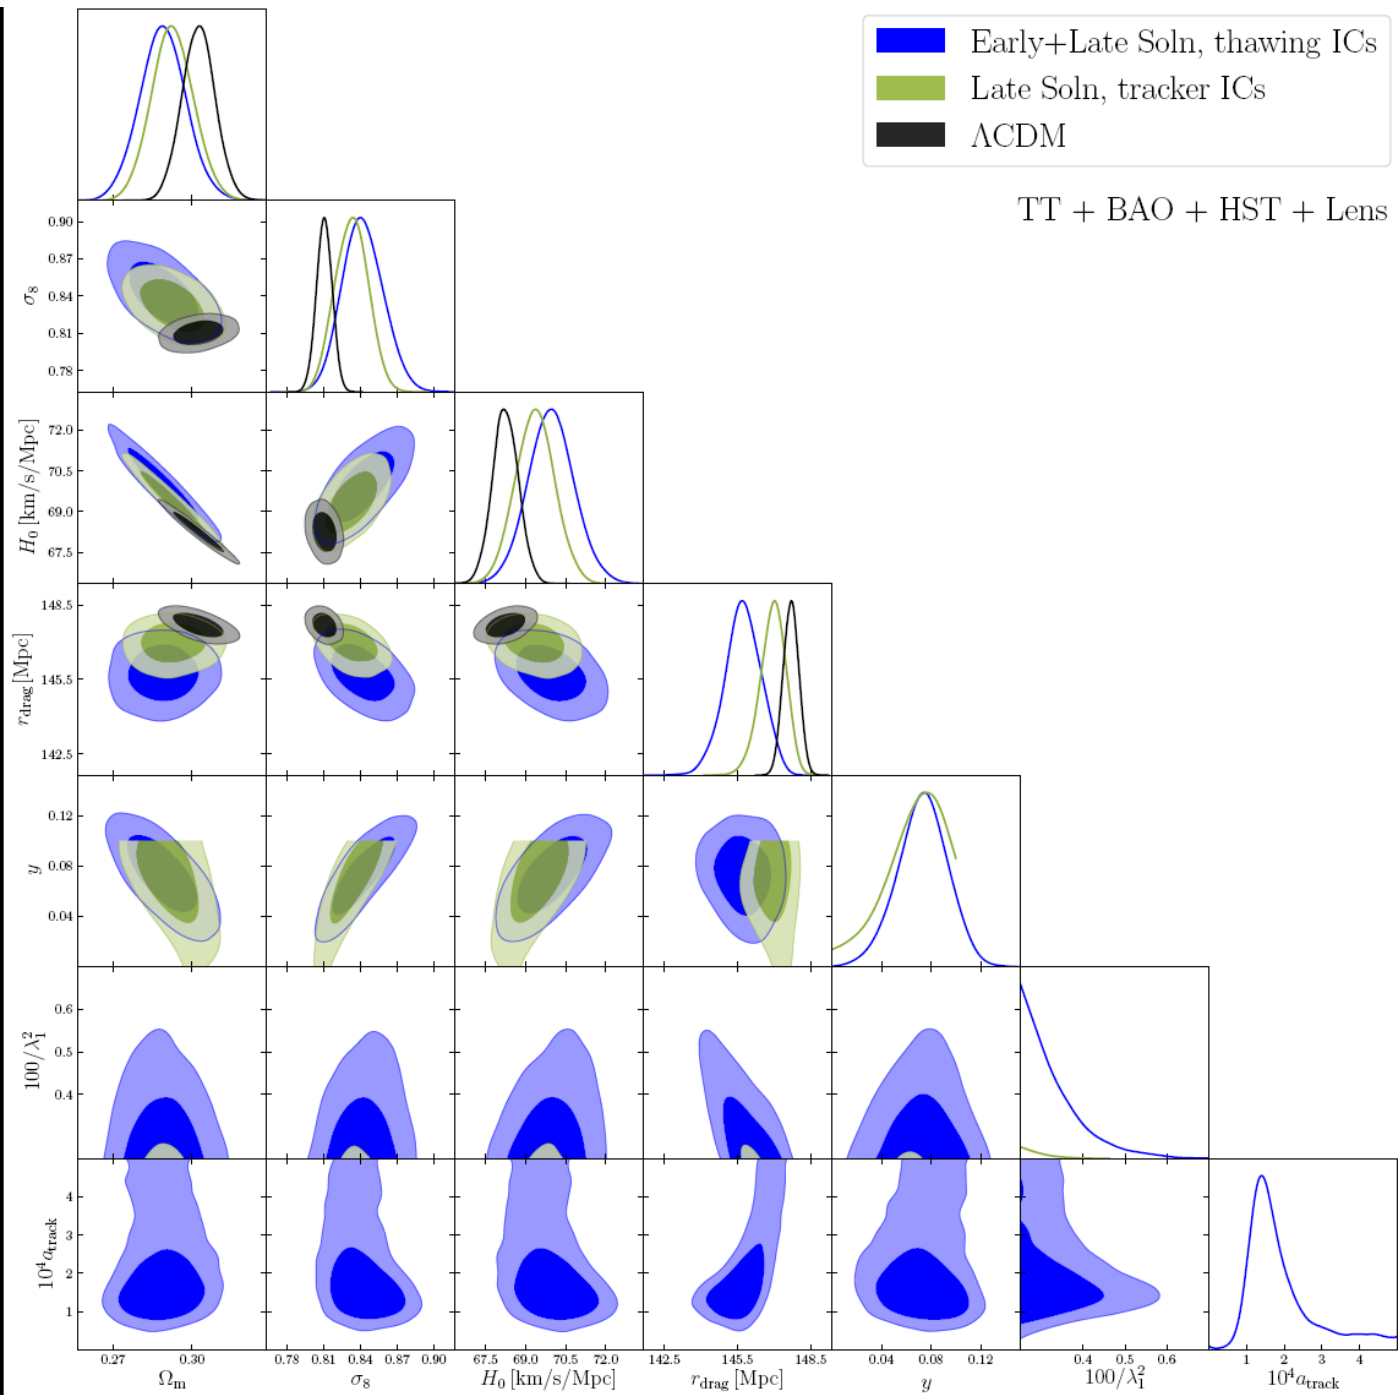 Early+Late Soln, thawing ICs
Late Soln, tracker ICs
ΛCDM
TT + BAO + HST + Lens
0.90
0.87
0.84
0.81
0.78
σ₈
72.0
70.5
69.0
67.5
H₀ [km/s/Mpc]
148.5
145.5
142.5
r_drag [Mpc]
0.12
0.08
0.04
y
0.6
0.5
0.4
100/λ₁²
4
3
2
1
10⁴a_track
0.27 0.30 0.78 0.81 0.84 0.87 0.90 67.5 69.0 70.5 72.0 142.5 145.5 148.5 0.04 0.08 0.12 0.4 0.5 0.6 1 2 3 4
Ω_m σ₈ H₀ [km/s/Mpc] r_drag [Mpc] y 100/λ₁² 10⁴a_track